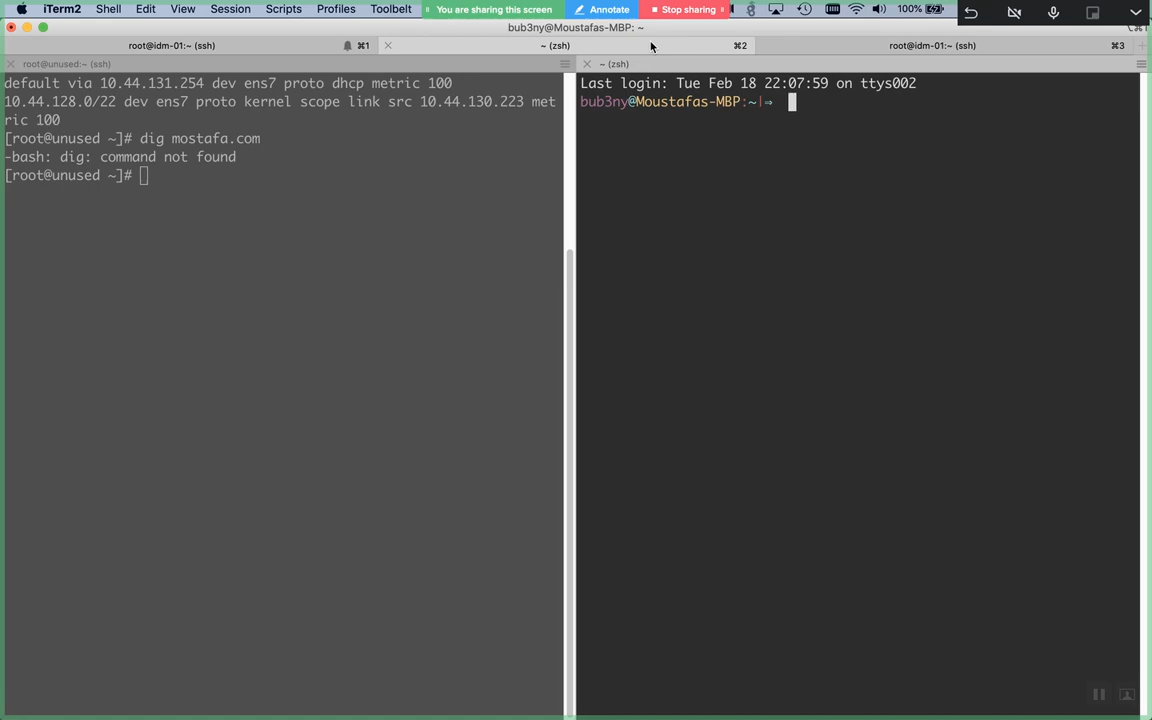 iTerm2 Shell Edit View Session Scripts Profiles Toolbelt You are sharing this screen Annotate Stop sharing 100%
bub3ny@Moustafas-MBP: ~
root@idm-01:~ (ssh) ⌘1 ~ (zsh) ⌘2 root@idm-01:~ (ssh) ⌘3
root@unused:~ (ssh)
default via 10.44.131.254 dev ens7 proto dhcp metric 100
10.44.128.0/22 dev ens7 proto kernel scope link src 10.44.130.223 met
ric 100
[root@unused ~]# dig mostafa.com
-bash: dig: command not found
[root@unused ~]#
~ (zsh)
Last login: Tue Feb 18 22:07:59 on ttys002
bub3ny@Moustafas-MBP:~|⇒